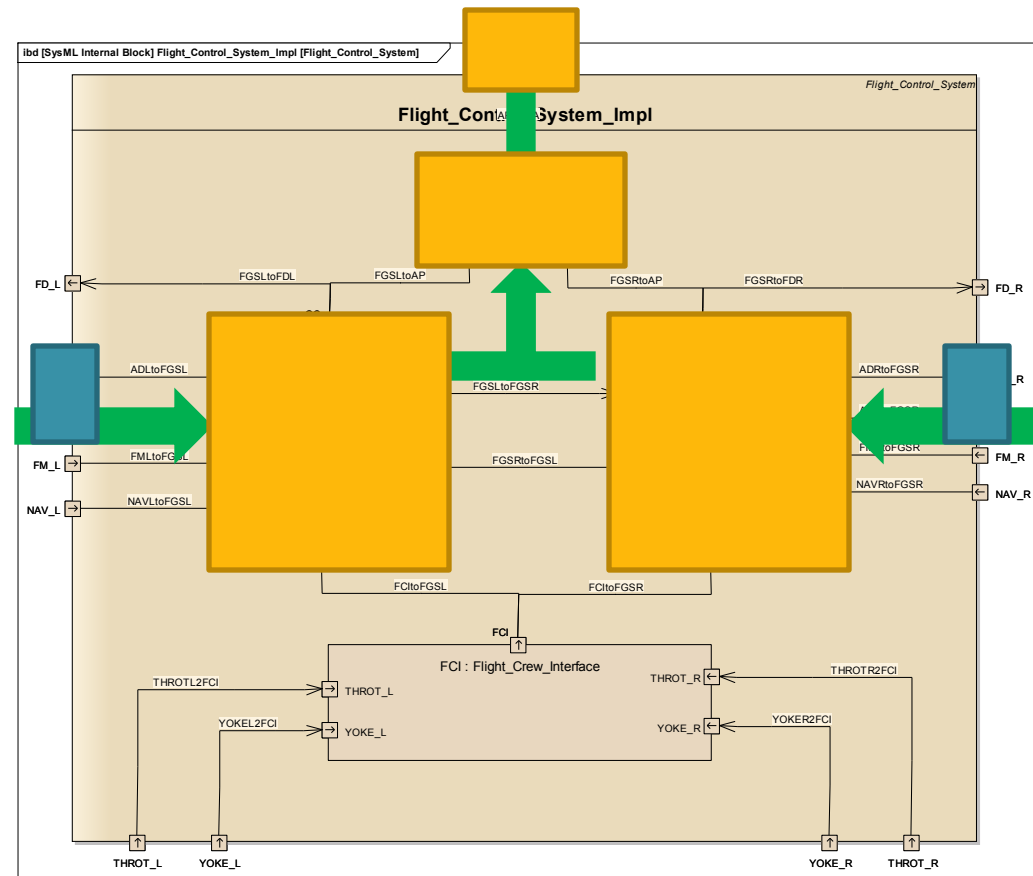 ibd [SysML Internal Block] Flight_Control_System_Impl [Flight_Control_System]
Flight_Control_System
Flight_Cont System_Impl
FGSLtoFDL
FGSLtoAP
FGSRtoAP
FGSRtoFDR
FD_L
FD_R
ADLtoFGSL
ADRtoFGSR
FGSLtoFGSR
FMLtoFGSL
FM_L
FM_R
FGSRtoFGSL
NAVLtoFGSL
NAVRtoFGSR
NAV_L
NAV_R
FCItoFGSL
FCItoFGSR
FCI
FCI : Flight_Crew_Interface
THROTL2FCI
THROT_L
THROT_R
THROTR2FCI
YOKEL2FCI
YOKE_L
YOKE_R
YOKER2FCI
THROT_L
YOKE_L
YOKE_R
THROT_R